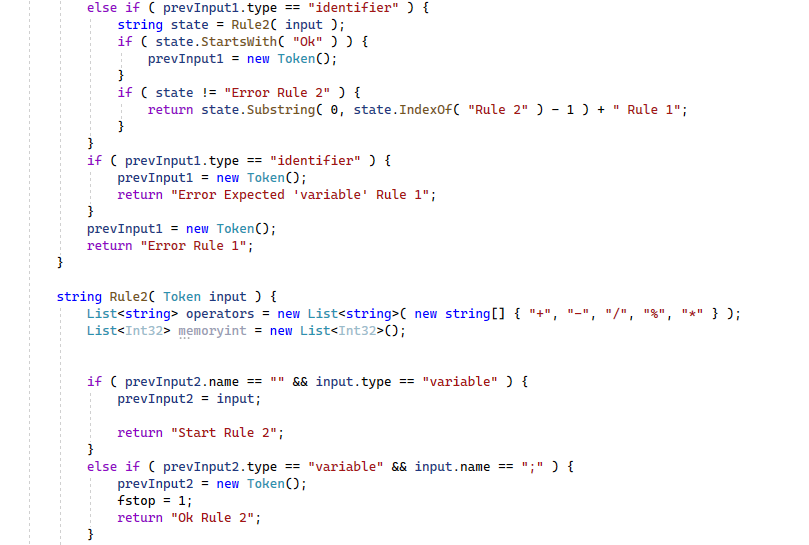 else if ( prevInput1.type == "identifier" ) {
string state = Rule2( input );
if ( state.StartsWith( "Ok" ) ) {
prevInput1 = new Token();
}
if ( state != "Error Rule 2" ) {
return state.Substring( 0, state.IndexOf( "Rule 2" ) - 1 ) + " Rule 1";
}
}
if ( prevInput1.type == "identifier" ) {
prevInput1 = new Token();
return "Error Expected 'variable' Rule 1";
}
prevInput1 = new Token();
return "Error Rule 1";
}
string Rule2( Token input ) {
List<string> operators = new List<string>( new string[] { "+", "-", "/", "%", "*" } );
List<Int32> memoryint = new List<Int32>();
if ( prevInput2.name == "" && input.type == "variable" ) {
prevInput2 = input;
return "Start Rule 2";
}
else if ( prevInput2.type == "variable" && input.name == ";" ) {
prevInput2 = new Token();
fstop = 1;
return "Ok Rule 2";
}